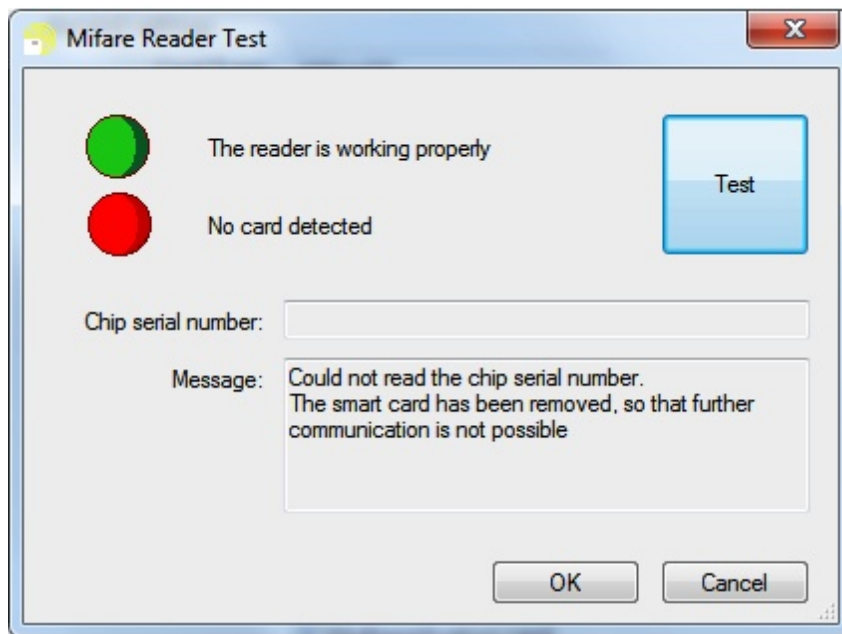 Mifare Reader Test
The reader is working properly
Test
No card detected
Chip serial number:
Message:
Could not read the chip serial number.
The smart card has been removed, so that further
communication is not possible
OK
Cancel